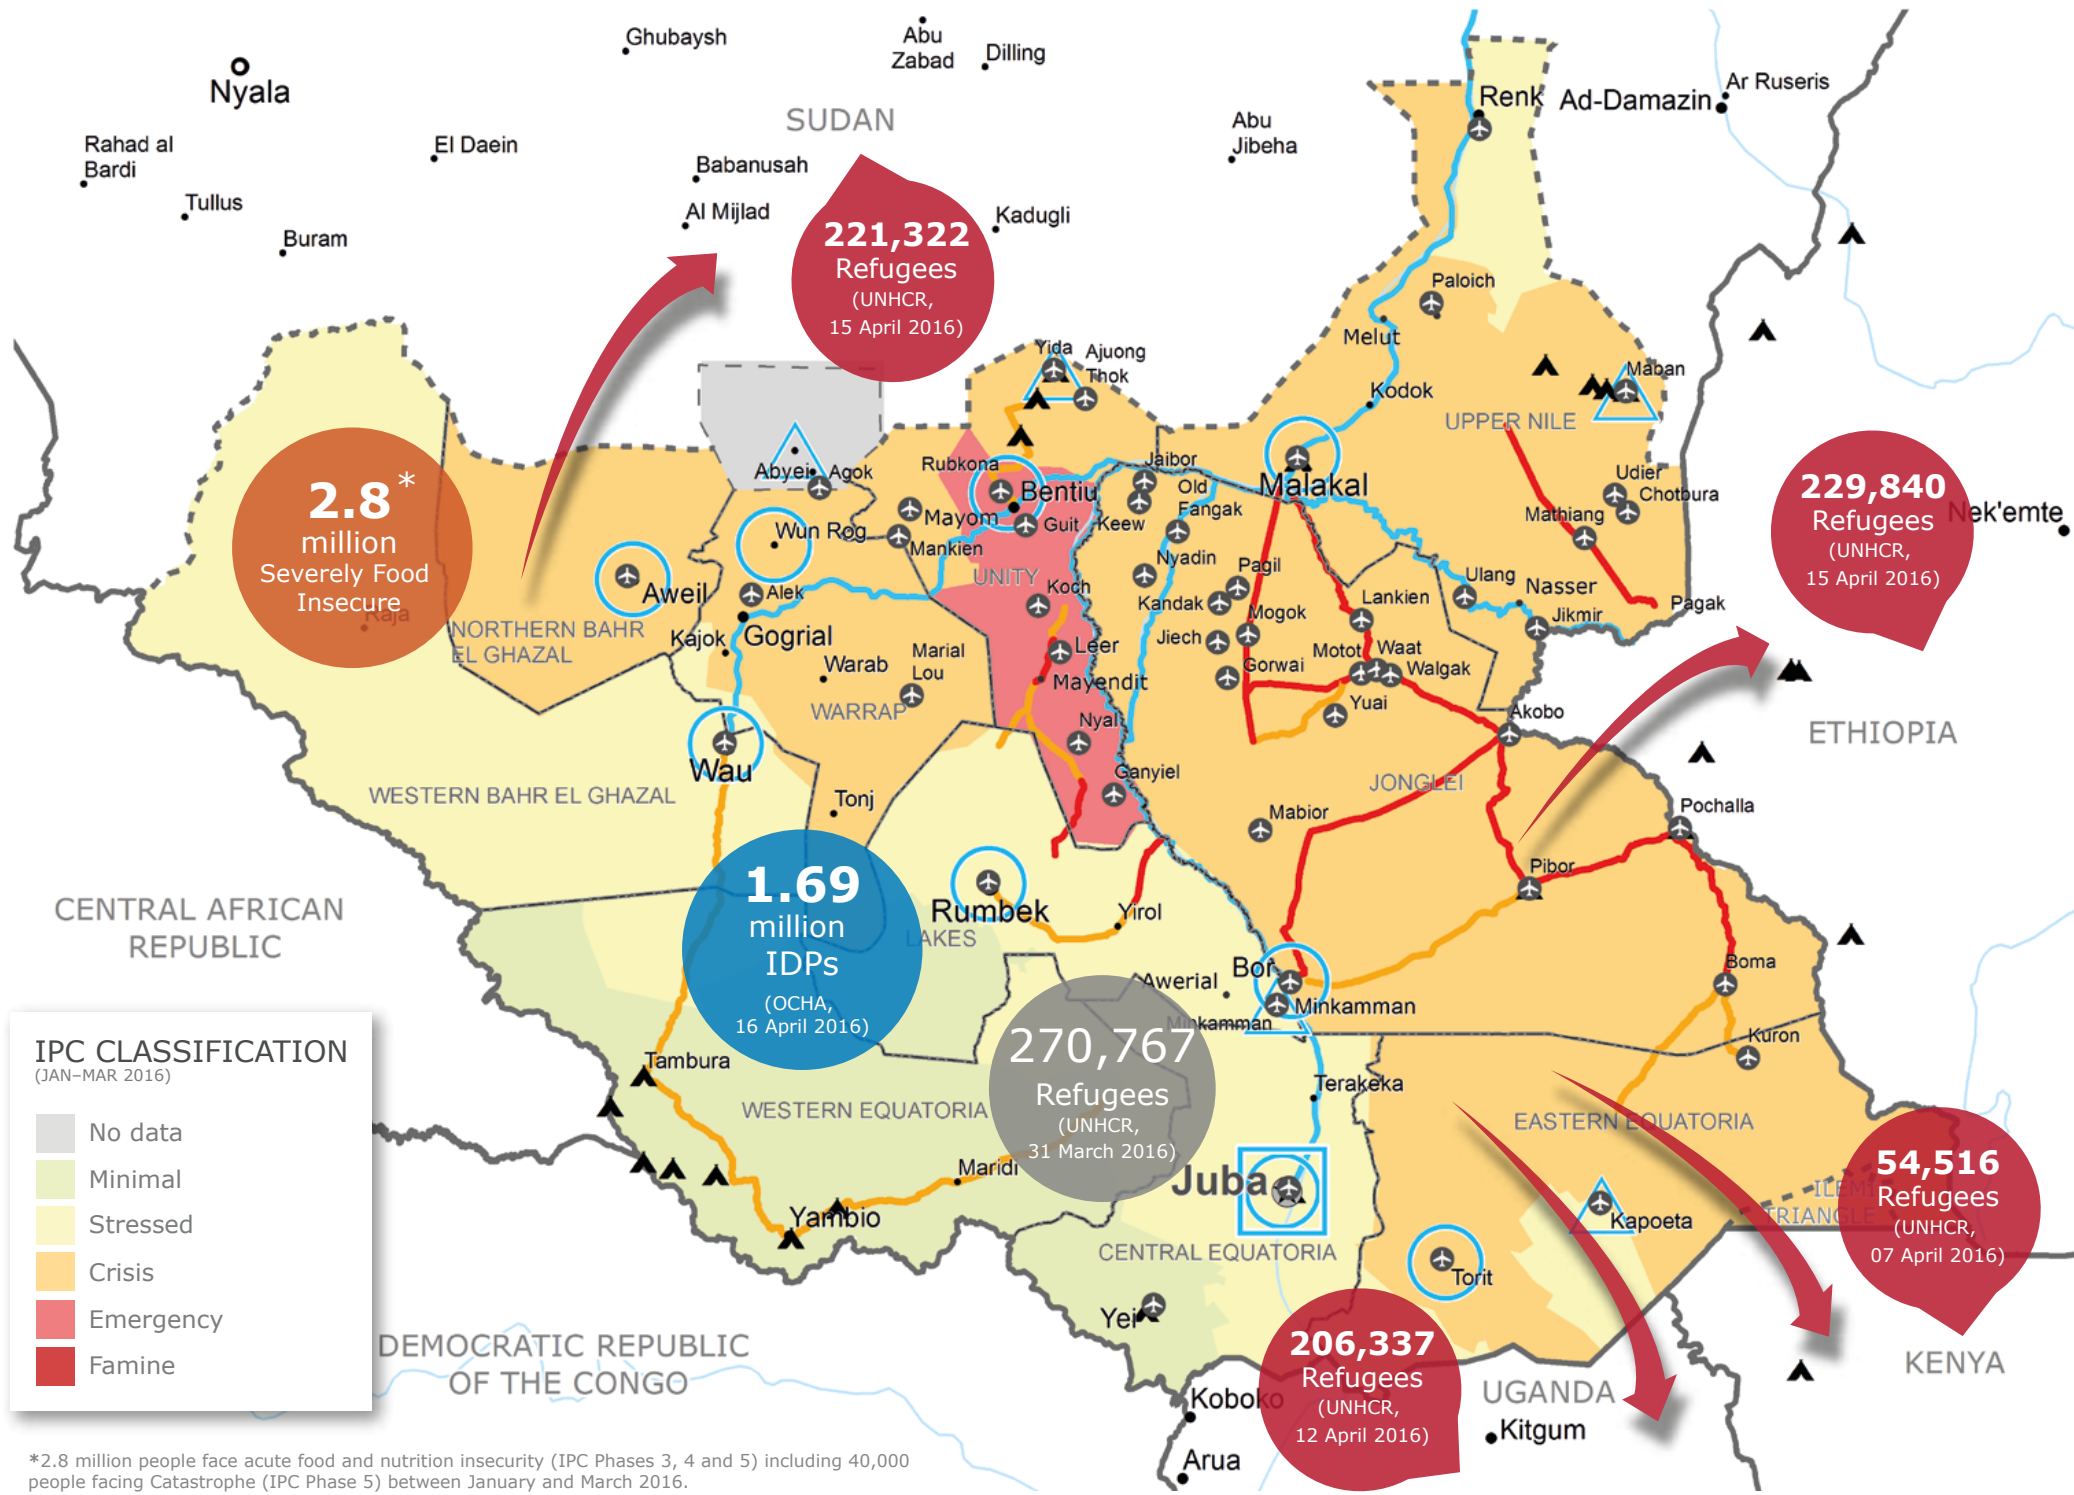 Ghubaysh
Abu
Zabad
Dilling
Nyala
SUDAN
Renk
Ad-Damazin
Ar Ruseris
Rahad al
Bardi
El Daein
Babanusah
Abu
Jibeha
Tullus
Al Mijlad
Kadugli
Buram
221,322
Refugees
(UNHCR,
15 April 2016)
Paloich
Melut
Yida
Ajuong
Thok
Maban
Kodok
UPPER NILE
2.8*
million
Severely Food
Insecure
Raja
Abyei
Agok
Rubkona
Bentiu
Jaibor
Old
Fangak
Malakal
Udier
Chotbura
229,840
Refugees
(UNHCR,
15 April 2016)
Nek'emte
Wun Rog
Mayom
Guit
Keew
Mathiang
Mankien
Nyadin
Pagil
UNITY
Koch
Ulang
Nasser
Aweil
Alek
Kandak
Mogok
Lankien
Pagak
Jikmir
NORTHERN BAHR
EL GHAZAL
Kajok
Gogrial
Jiech
Leer
Motot
Waat
Warab
Marial
Lou
Gorwai
Walgak
Mayendit
WARRAP
Nyal
Yuai
Akobo
ETHIOPIA
Wau
Ganyiel
JONGLEI
WESTERN BAHR EL GHAZAL
Tonj
Mabior
Pochalla
1.69
million
IDPs
(OCHA,
16 April 2016)
Pibor
CENTRAL AFRICAN
REPUBLIC
Rumbek
LAKES
Yirol
Awerial
Bor
Boma
Minkamman
Minkamman
270,767
Refugees
(UNHCR,
31 March 2016)
Kuron
IPC CLASSIFICATION
(JAN–MAR 2016)
No data
Minimal
Stressed
Crisis
Emergency
Famine
Tambura
WESTERN EQUATORIA
Terakeka
EASTERN EQUATORIA
Maridi
Juba
54,516
Refugees
(UNHCR,
07 April 2016)
ILEMI
TRIANGLE
Yambio
Kapoeta
CENTRAL EQUATORIA
Torit
Yei
206,337
Refugees
(UNHCR,
12 April 2016)
DEMOCRATIC REPUBLIC
OF THE CONGO
KENYA
Koboko
UGANDA
Kitgum
Arua
*2.8 million people face acute food and nutrition insecurity (IPC Phases 3, 4 and 5) including 40,000
people facing Catastrophe (IPC Phase 5) between January and March 2016.